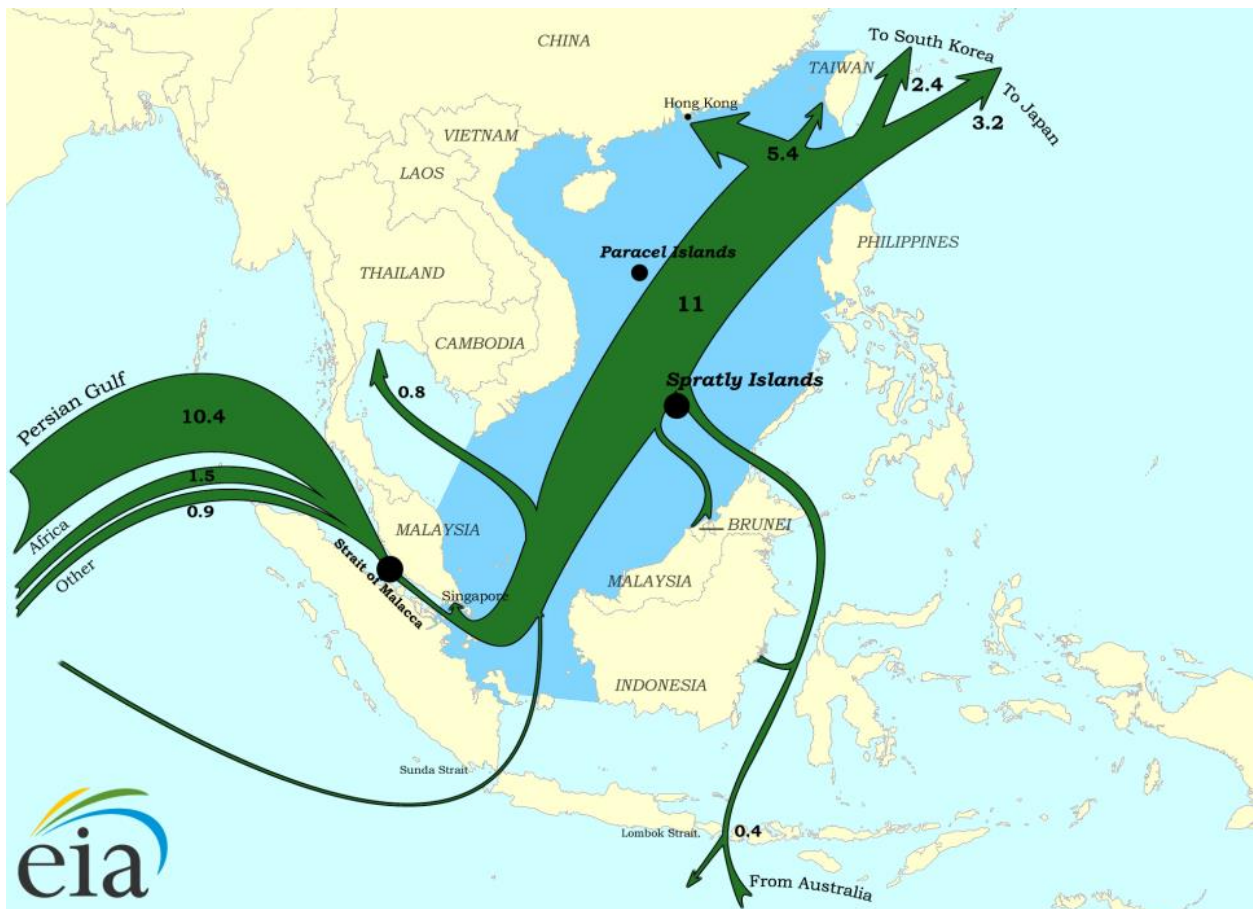 CHINA
To South Korea
TAIWAN
2.4
To Japan
3.2
Hong Kong
VIETNAM
5.4
LAOS
PHILIPPINES
Paracel Islands
THAILAND
11
CAMBODIA
Spratly Islands
0.8
Persian Gulf
10.4
1.5
0.9
Africa
Other
MALAYSIA
BRUNEI
Strait of Malacca
Singapore
MALAYSIA
INDONESIA
Sunda Strait
Lombok Strait.
0.4
From Australia
eia